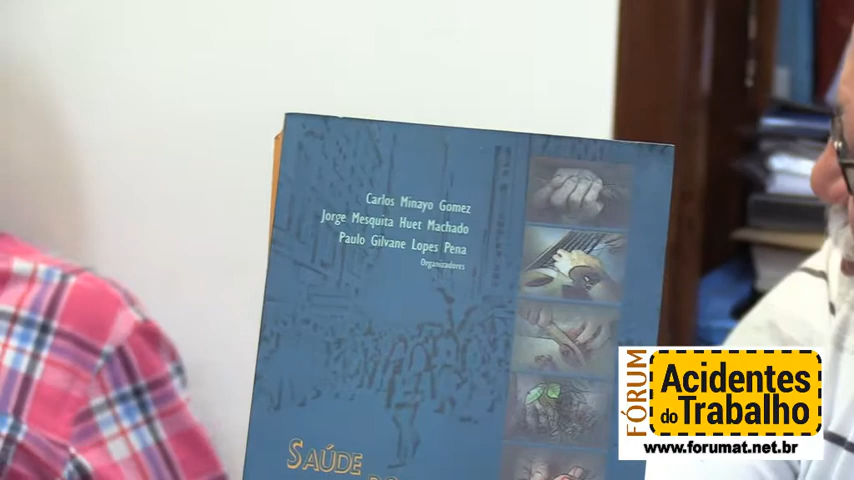 Carlos Minayo Gomez
Jorge Mesquita Huet Machado
Paulo Gilvane Lopes Pena
Organizadores
SAÚDE
FÓRUM
Acidentes
do Trabalho
www.forumat.net.br